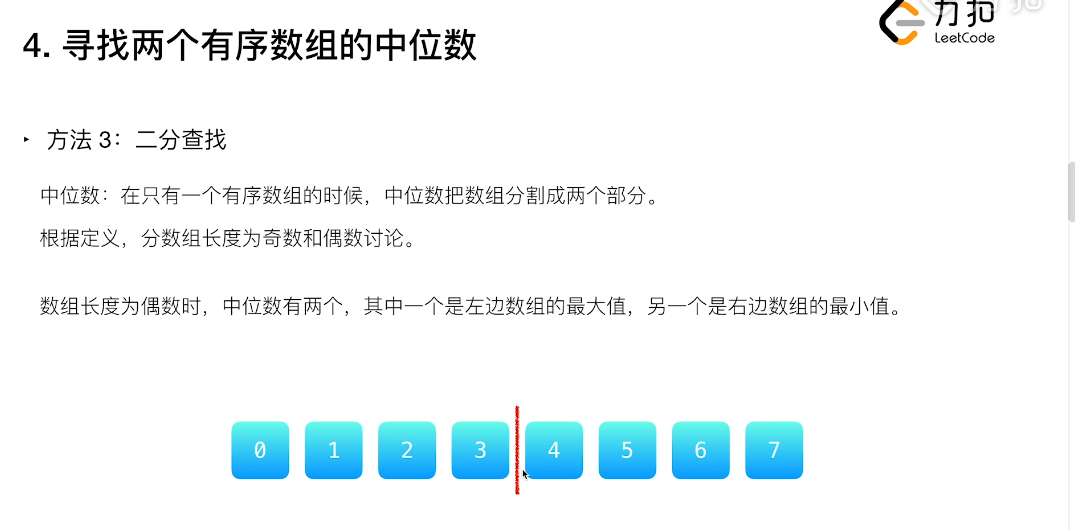 力扣
LeetCode
4. 寻找两个有序数组的中位数
‣ 方法 3：二分查找
中位数：在只有一个有序数组的时候，中位数把数组分割成两个部分。
根据定义，分数组长度为奇数和偶数讨论。
数组长度为偶数时，中位数有两个，其中一个是左边数组的最大值，另一个是右边数组的最小值。
0 1 2 3 4 5 6 7